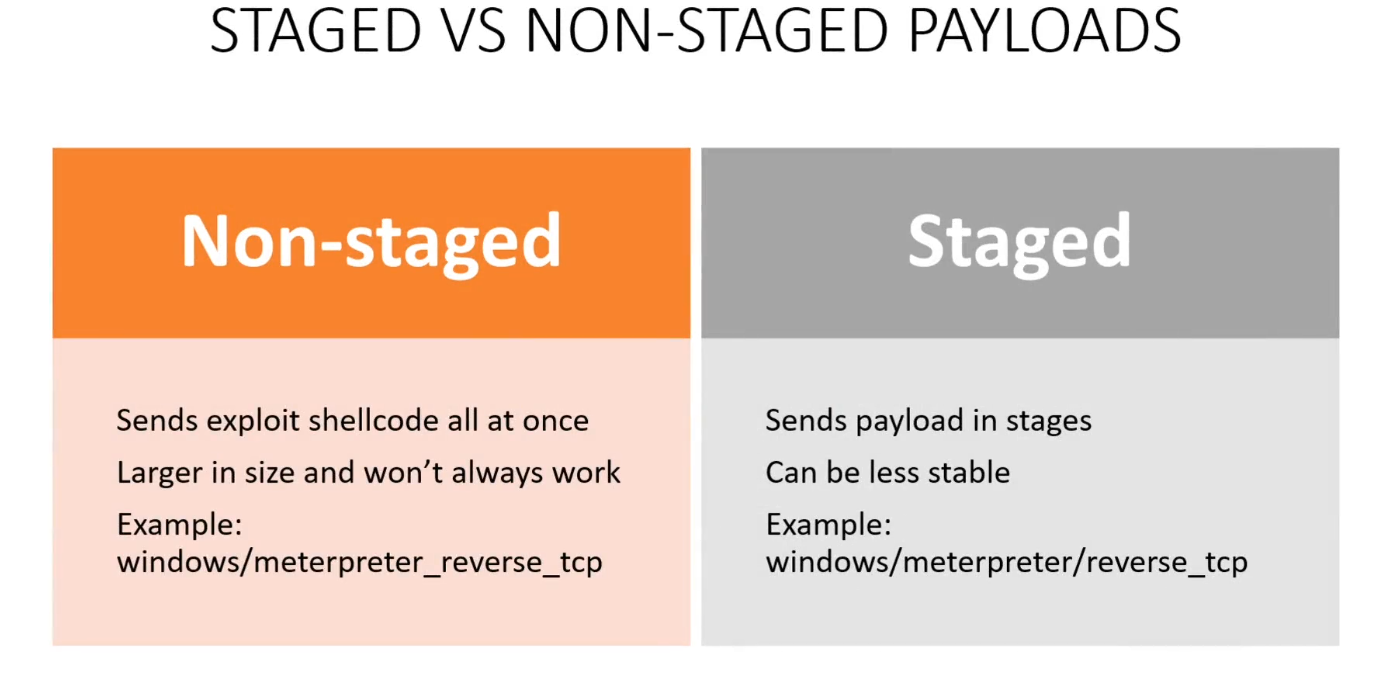 STAGED VS NON-STAGED PAYLOADS
Non-staged
Sends exploit shellcode all at once
Larger in size and won’t always work
Example:
windows/meterpreter_reverse_tcp
Staged
Sends payload in stages
Can be less stable
Example:
windows/meterpreter/reverse_tcp